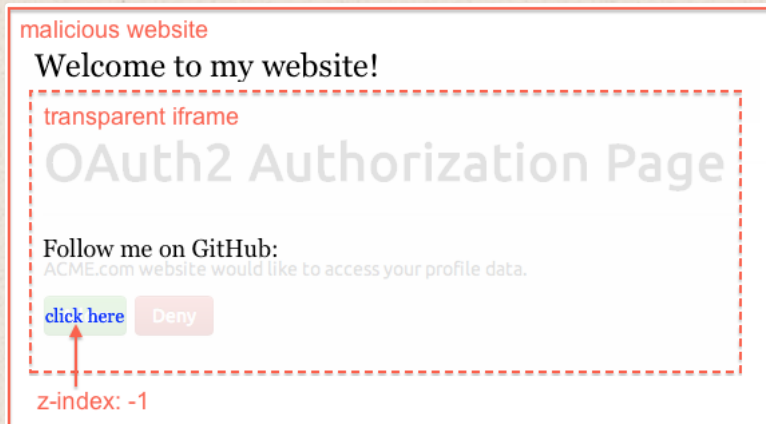 malicious website
Welcome to my website!
transparent iframe
OAuth2 Authorization Page
Follow me on GitHub:
ACME.com website would like to access your profile data.
click here Deny
z-index: -1